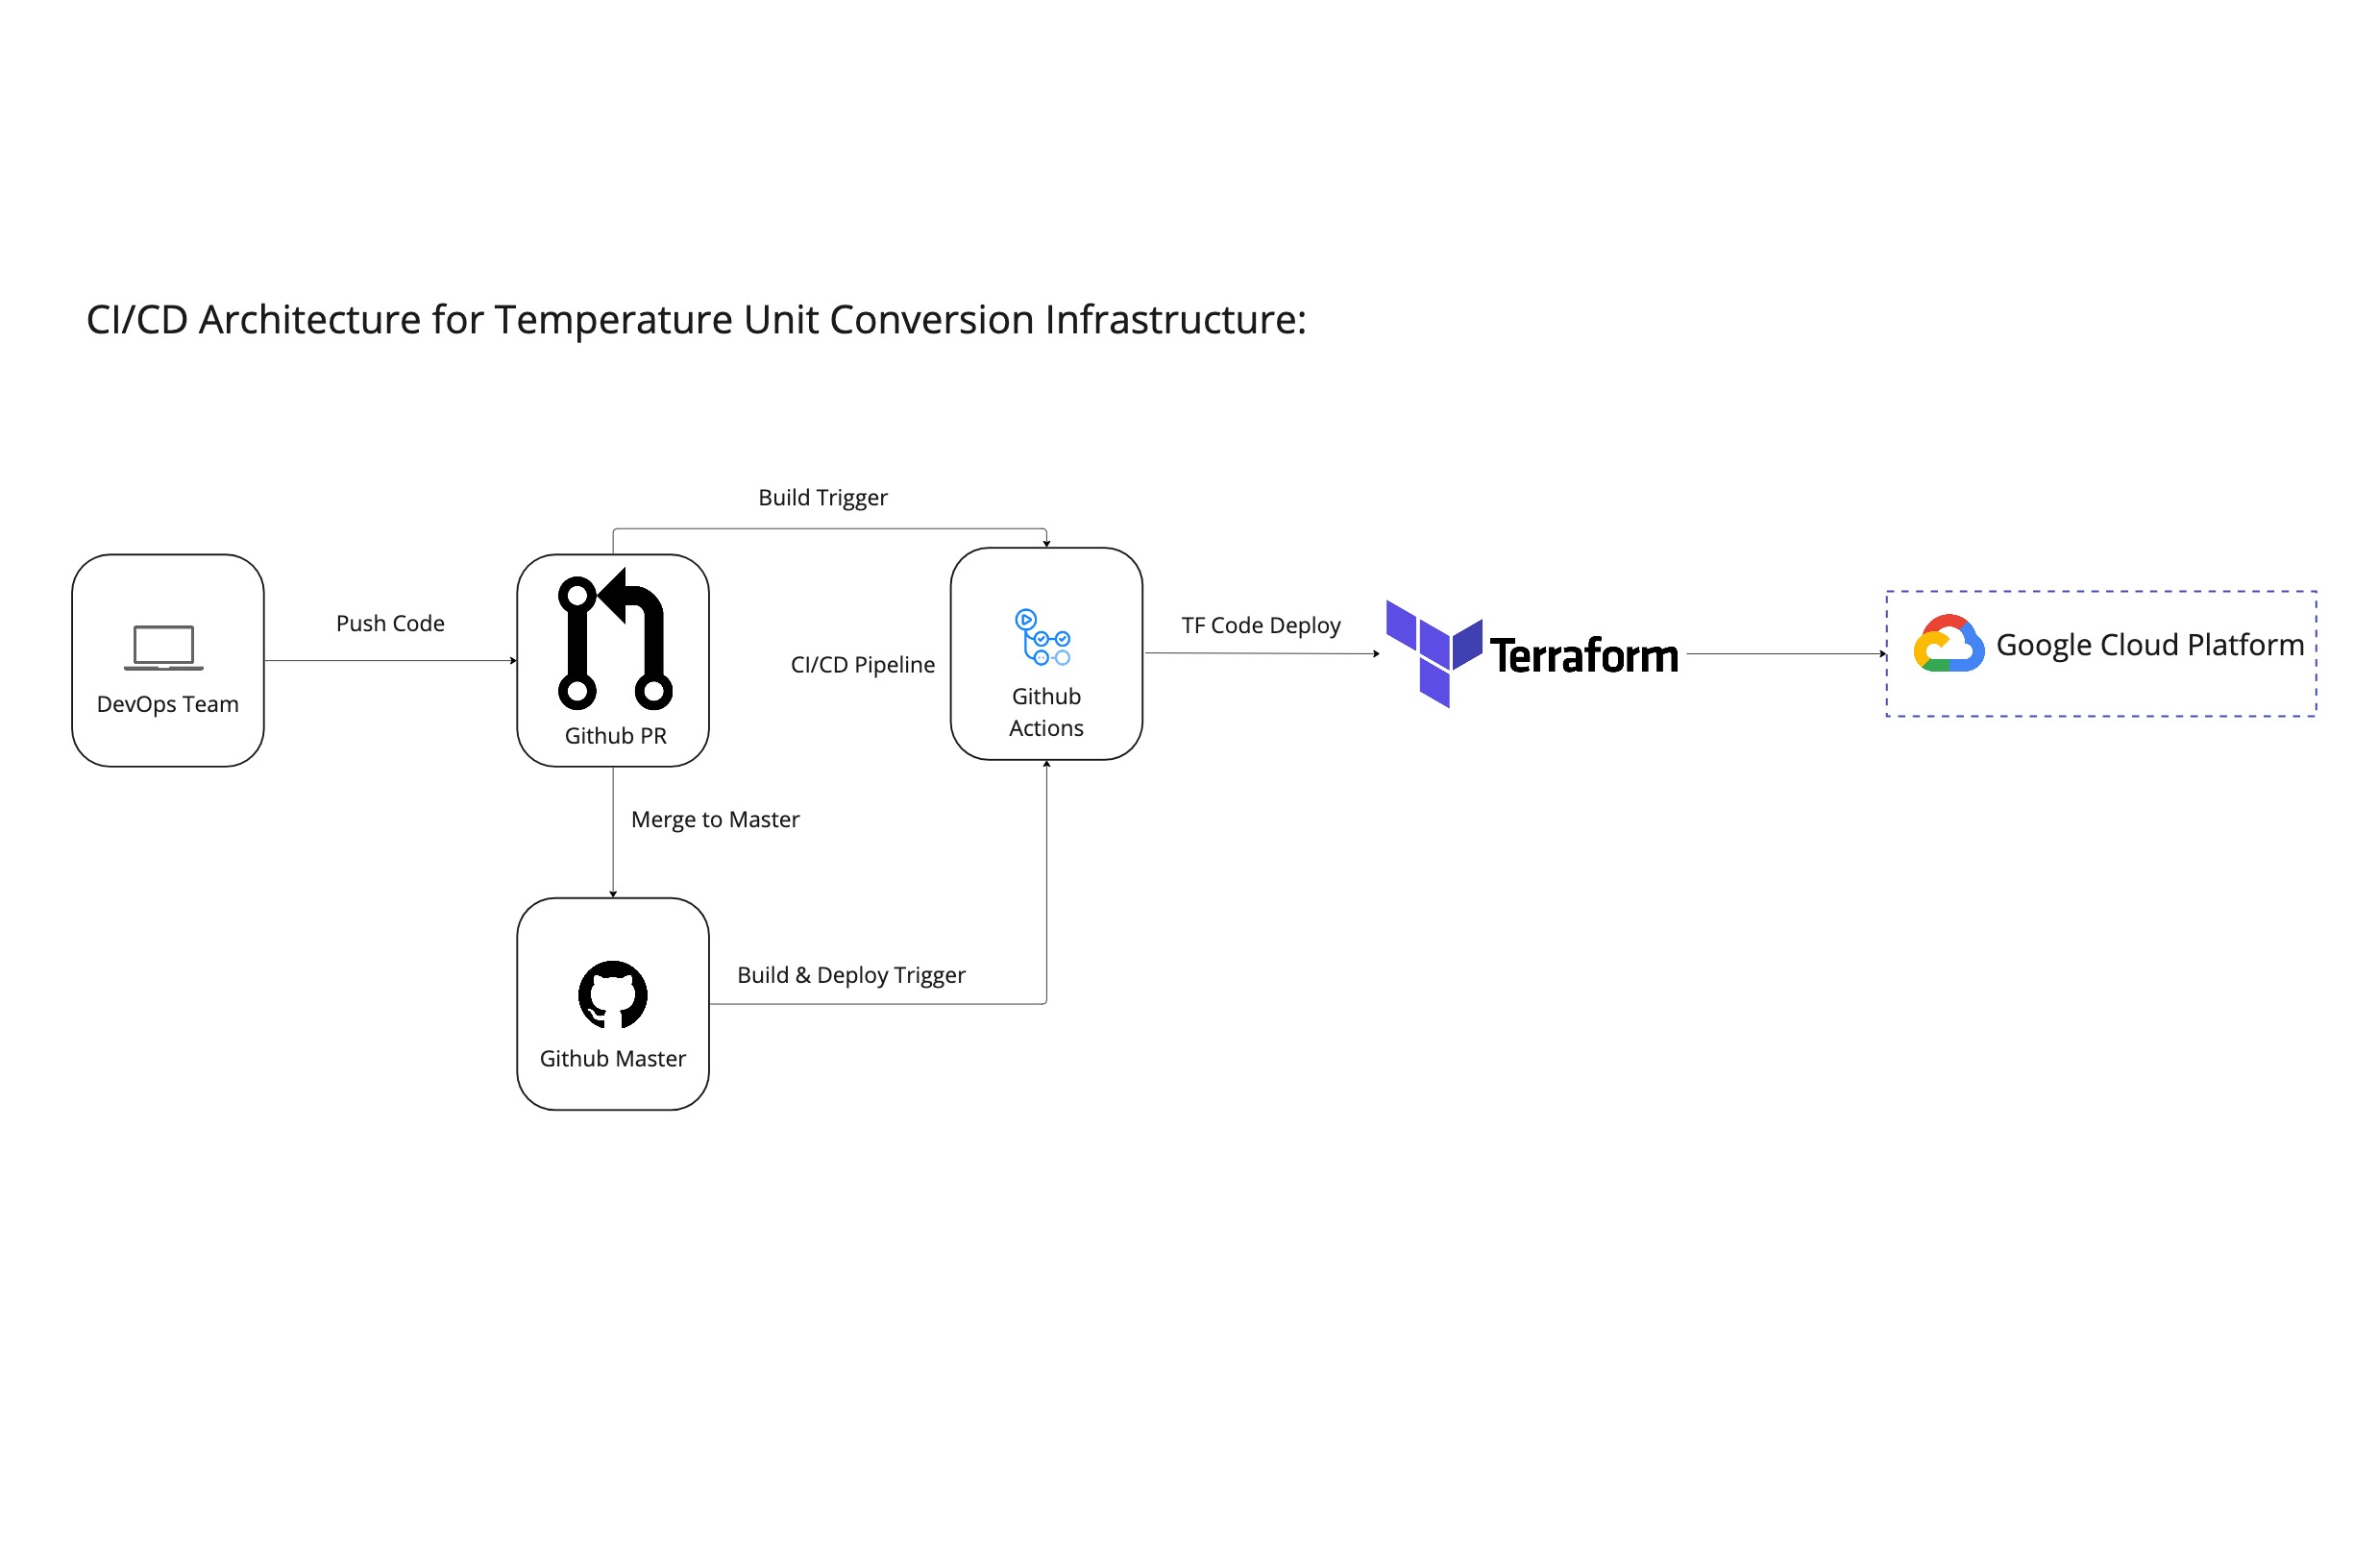 CI/CD Architecture for Temperature Unit Conversion Infrastructure:
Build Trigger
Push Code
DevOps Team
Github PR
CI/CD Pipeline
Github
Actions
TF Code Deploy
Terraform
Google Cloud Platform
Merge to Master
Build & Deploy Trigger
Github Master